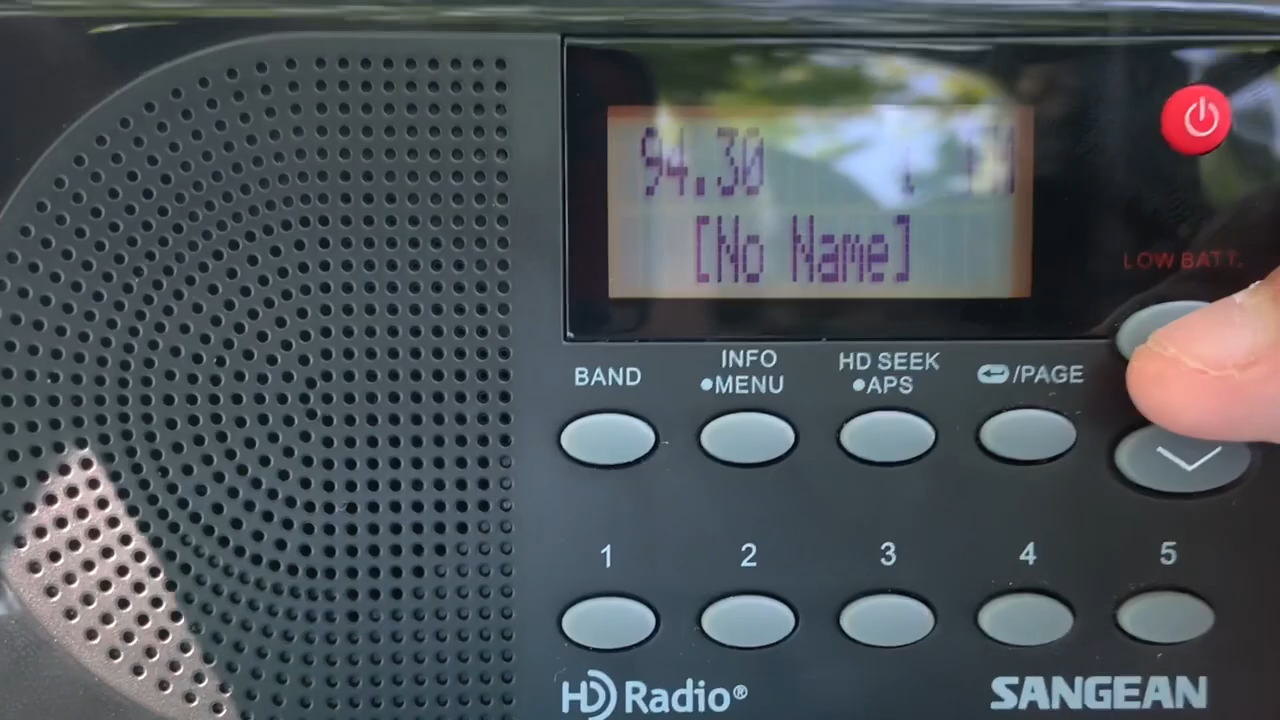 94.30 FM
[No Name]
LOW BATT.
BAND
INFO
•MENU
HD SEEK
•APS
/PAGE
1 2 3 4 5
HD Radio®
SANGEAN